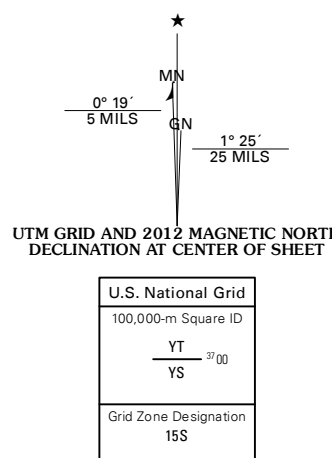 ★
MN
0° 19´
5 MILS
GN
1° 25´
25 MILS
UTM GRID AND 2012 MAGNETIC NORTH
DECLINATION AT CENTER OF SHEET
U.S. National Grid
100,000-m Square ID
YT
³⁷00
YS
Grid Zone Designation
15S